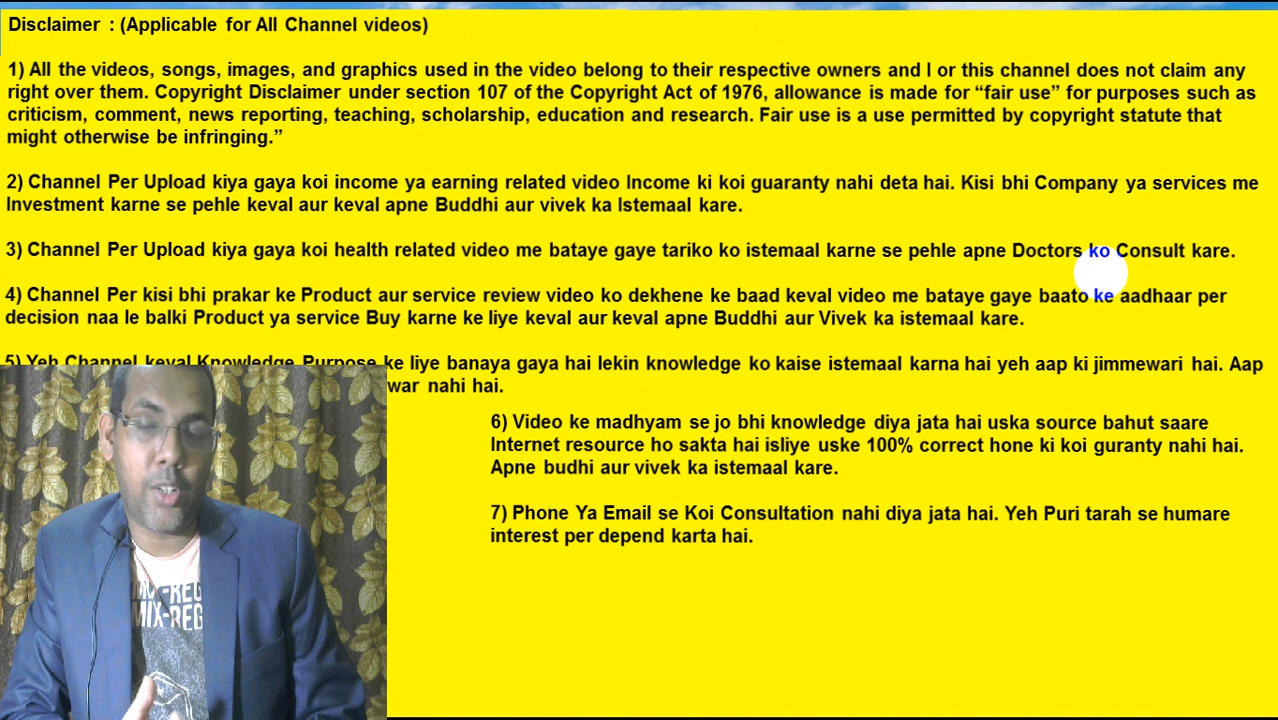 Disclaimer : (Applicable for All Channel videos)
1) All the videos, songs, images, and graphics used in the video belong to their respective owners and I or this channel does not claim any
right over them. Copyright Disclaimer under section 107 of the Copyright Act of 1976, allowance is made for “fair use” for purposes such as
criticism, comment, news reporting, teaching, scholarship, education and research. Fair use is a use permitted by copyright statute that
might otherwise be infringing.”
2) Channel Per Upload kiya gaya koi income ya earning related video Income ki koi guaranty nahi deta hai. Kisi bhi Company ya services me
Investment karne se pehle keval aur keval apne Buddhi aur vivek ka Istemaal kare.
3) Channel Per Upload kiya gaya koi health related video me bataye gaye tariko ko istemaal karne se pehle apne Doctors ko Consult kare.
4) Channel Per kisi bhi prakar ke Product aur service review video ko dekhene ke baad keval video me bataye gaye baato ke aadhaar per
decision naa le balki Product ya service Buy karne ke liye keval aur keval apne Buddhi aur Vivek ka istemaal kare.
5) Yeh Channel keval Knowledge Purpose ke liye banaya gaya hai lekin knowledge ko kaise istemaal karna hai yeh aap ki jimmewari hai. Aap
war nahi hai.
6) Video ke madhyam se jo bhi knowledge diya jata hai uska source bahut saare
Internet resource ho sakta hai isliye uske 100% correct hone ki koi guranty nahi hai.
Apne budhi aur vivek ka istemaal kare.
7) Phone Ya Email se Koi Consultation nahi diya jata hai. Yeh Puri tarah se humare
interest per depend karta hai.
MIX-REG